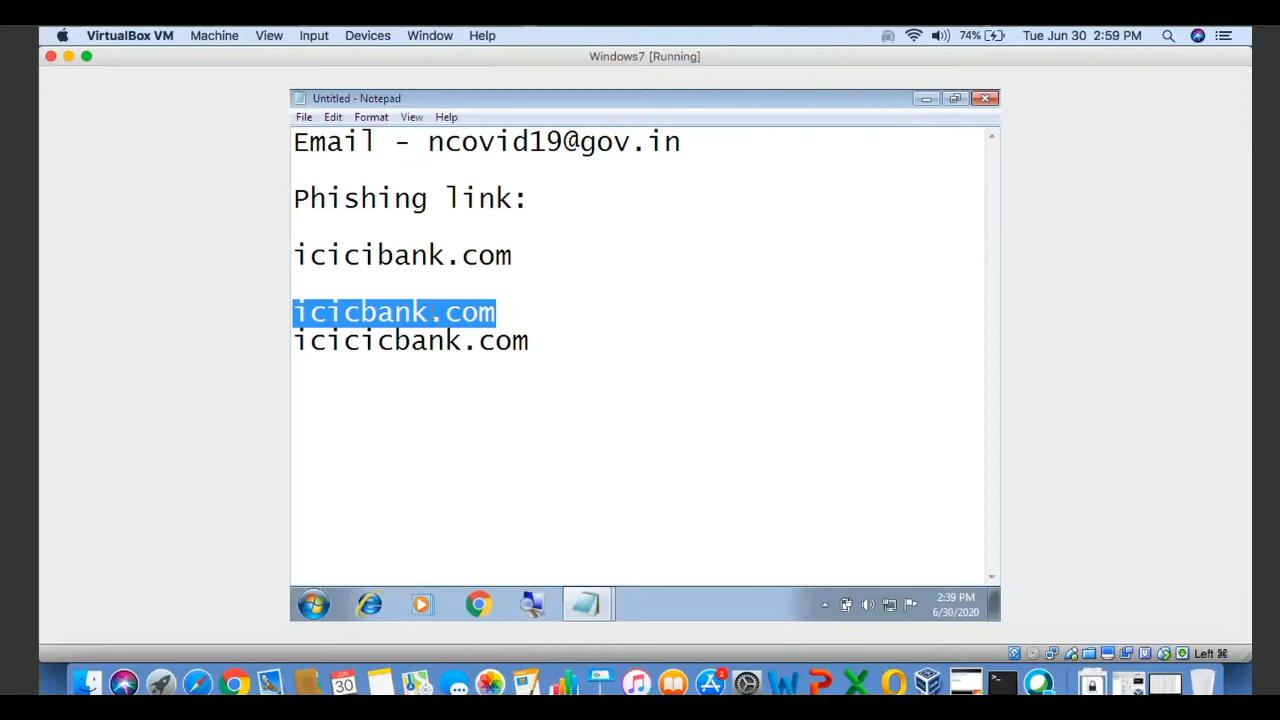 VirtualBox VM Machine View Input Devices Window Help 74% Tue Jun 30 2:59 PM
Windows7 [Running]
Untitled - Notepad
File Edit Format View Help
Email - ncovid19@gov.in
Phishing link:
icicibank.com
icicbank.com
icicicbank.com
2:39 PM
6/30/2020
Left ⌘
30
2